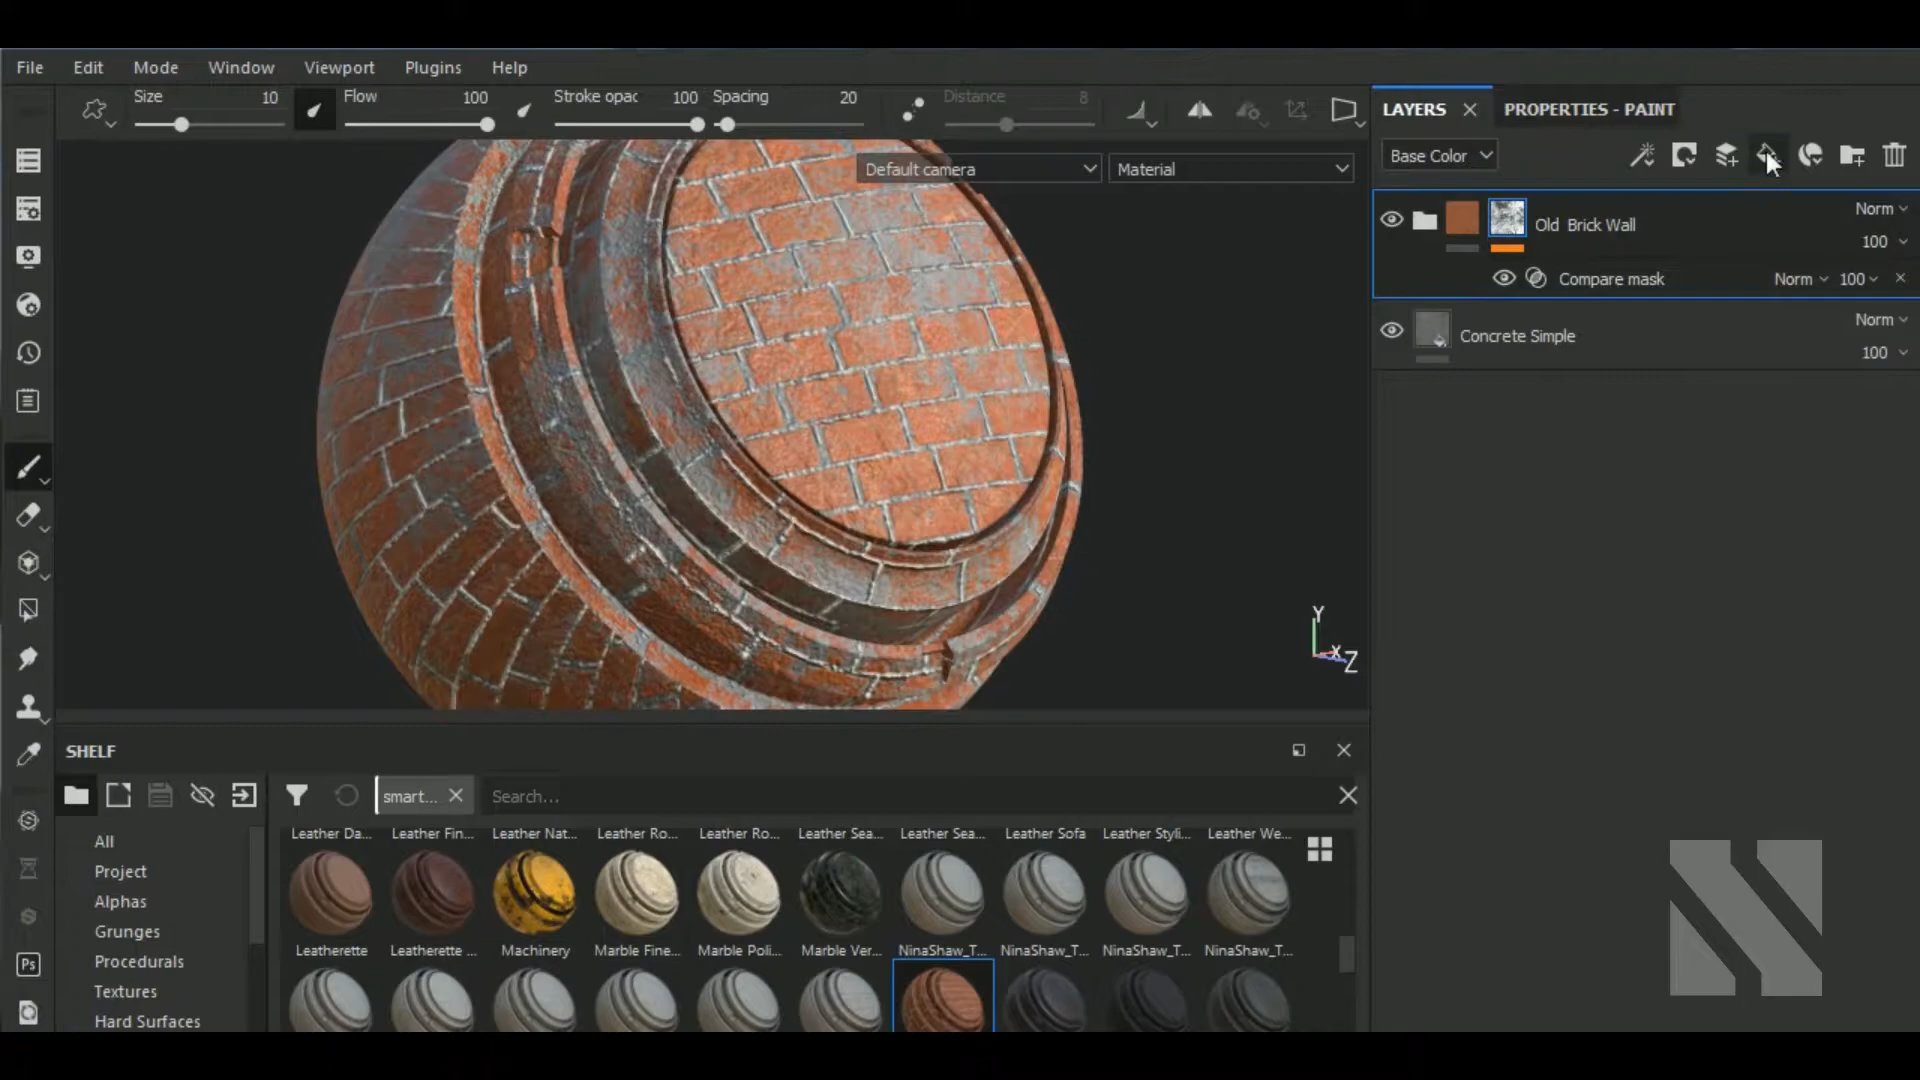 File Edit Mode Window Viewport Plugins Help
Size 10 Flow 100 Stroke opac 100 Spacing 20 Distance 8
LAYERS PROPERTIES - PAINT
Default camera Material
Base Color
Old Brick Wall Norm
100
Compare mask Norm 100
Concrete Simple Norm
100
Y
X
Z
SHELF
smart... Search...
All
Project
Alphas
Grunges
Procedurals
Textures
Hard Surfaces
Leather Da... Leather Fin... Leather Nat... Leather Ro... Leather Ro... Leather Sea... Leather Sea... Leather Sofa Leather Styli... Leather We...
Leatherette Leatherette ... Machinery Marble Fine... Marble Poli... Marble Ver... NinaShaw_T... NinaShaw_T... NinaShaw_T... NinaShaw_T...
Ps